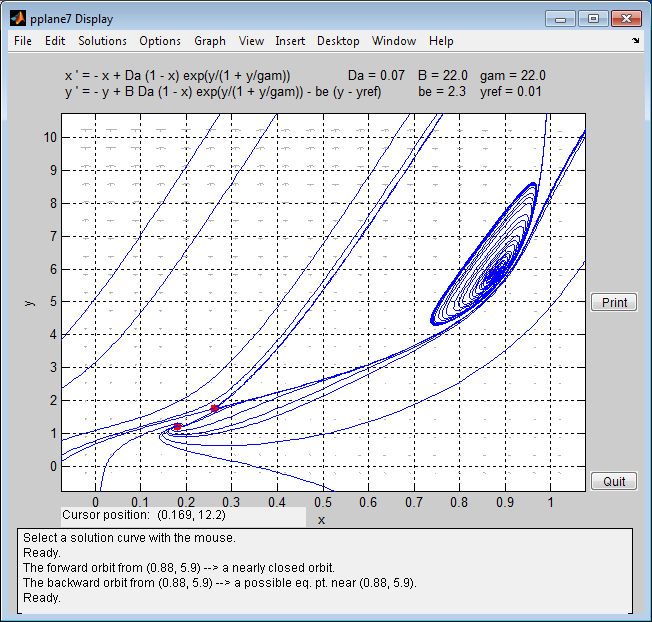 pplane7 Display
File Edit Solutions Options Graph View Insert Desktop Window Help
x ' = - x + Da (1 - x) exp(y/(1 + y/gam)) Da = 0.07 B = 22.0 gam = 22.0
y ' = - y + B Da (1 - x) exp(y/(1 + y/gam)) - be (y - yref) be = 2.3 yref = 0.01
10
9
8
7
6
5
4
3
2
1
0
y
0 0.1 0.2 0.3 0.4 0.5 0.6 0.7 0.8 0.9 1
x
Print
Quit
Cursor position: (0.169, 12.2)
Select a solution curve with the mouse.
Ready.
The forward orbit from (0.88, 5.9) --> a nearly closed orbit.
The backward orbit from (0.88, 5.9) --> a possible eq. pt. near (0.88, 5.9).
Ready.